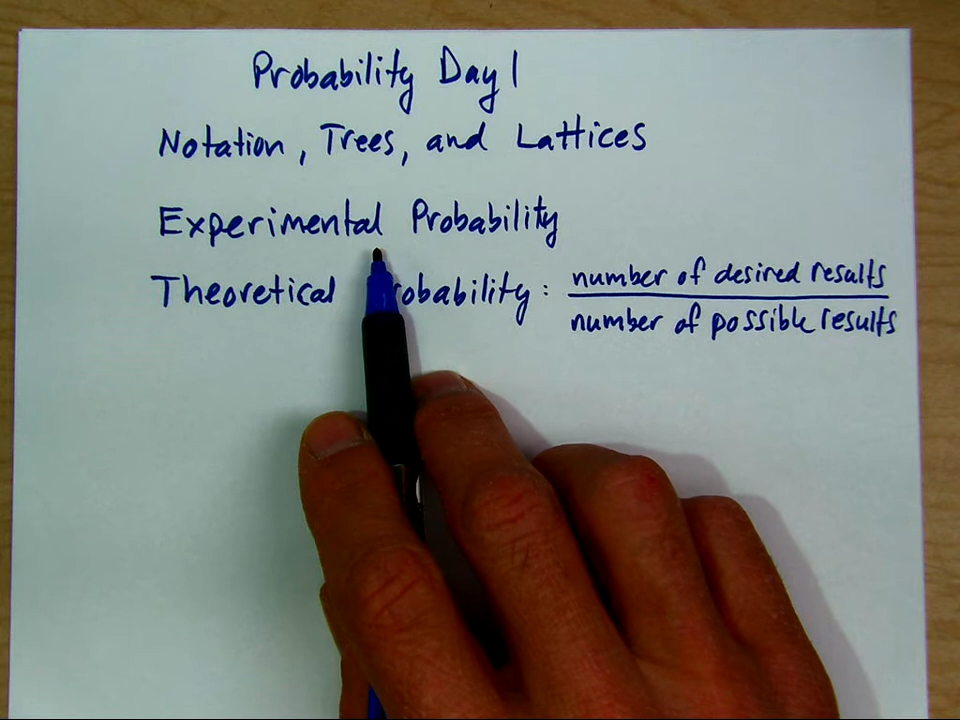 Probability Day 1
Notation, Trees, and Lattices
Experimental Probability
Theoretical robability: number of desired results
number of possible results